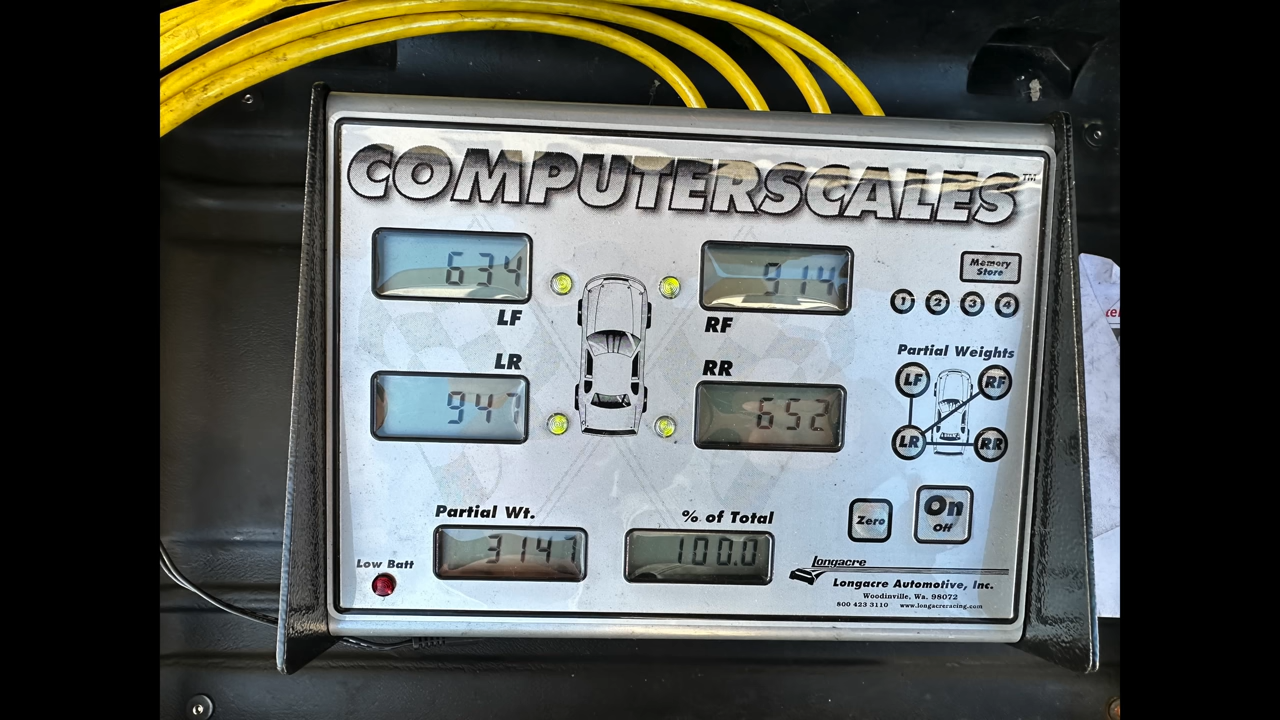 COMPUTERSCALES™
634
914
Memory
Store
LF
RF
1 2 3 4
LR
RR
Partial Weights
947
652
LF RF
LR RR
Partial Wt.
% of Total
Zero
On
Off
3147
100.0
Low Batt
Longacre
Longacre Automotive, Inc.
Woodinville, Wa. 98072
800 423 3110 www.longacreracing.com